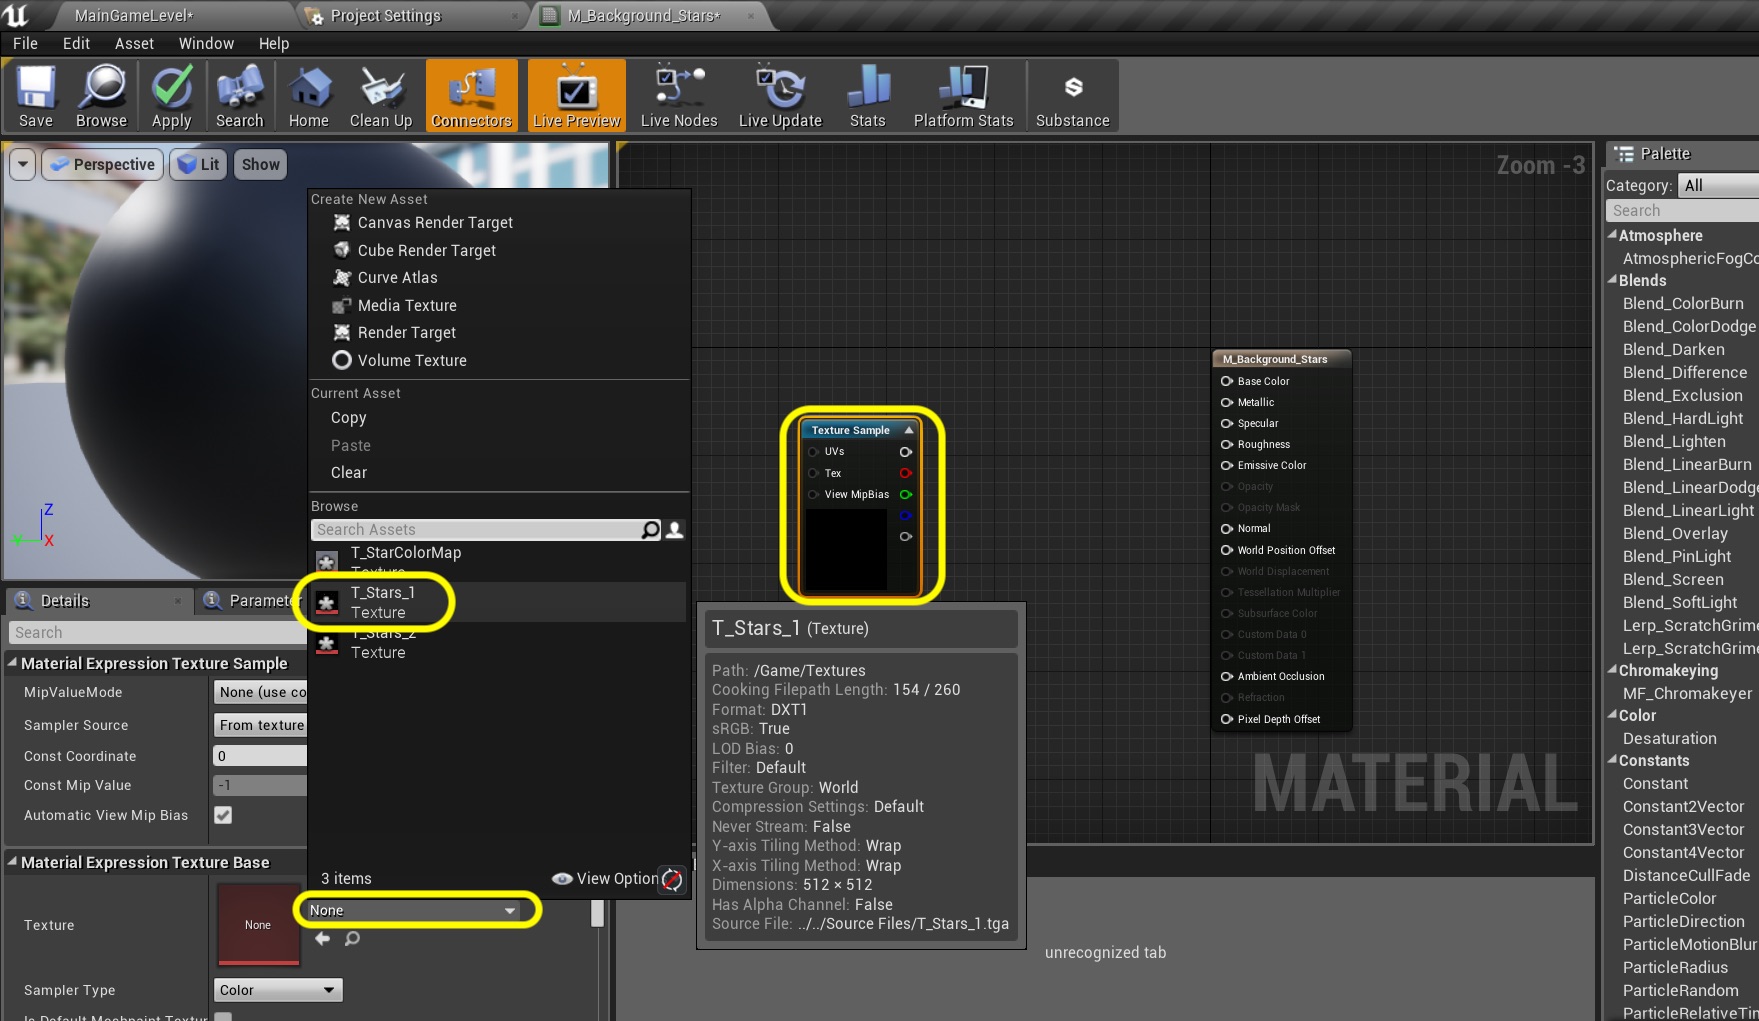 MainGameLevel*
Project Settings
M_Background_Stars*
File Edit Asset Window Help
Save Browse Apply Search Home Clean Up Connectors Live Preview Live Nodes Live Update Stats Platform Stats Substance
Perspective Lit Show
Create New Asset
Canvas Render Target
Cube Render Target
Curve Atlas
Media Texture
Render Target
Volume Texture
Current Asset
Copy
Paste
Clear
Browse
Search Assets
T_StarColorMap
Texture
T_Stars_1
Texture
T_Stars_2
Texture
3 items
View Option
None
Z
Y
X
Details
Parameter
Search
Material Expression Texture Sample
MipValueMode
None (use co
Sampler Source
From texture
Const Coordinate
0
Const Mip Value
-1
Automatic View Mip Bias
Material Expression Texture Base
Texture
None
Sampler Type
Color
Is Default Meshpaint Textur
Zoom -3
Texture Sample
UVs
Tex
View MipBias
T_Stars_1 (Texture)
Path: /Game/Textures
Cooking Filepath Length: 154 / 260
Format: DXT1
sRGB: True
LOD Bias: 0
Filter: Default
Texture Group: World
Compression Settings: Default
Never Stream: False
Y-axis Tiling Method: Wrap
X-axis Tiling Method: Wrap
Dimensions: 512 × 512
Has Alpha Channel: False
Source File: ../../Source Files/T_Stars_1.tga
M_Background_Stars
Base Color
Metallic
Specular
Roughness
Emissive Color
Opacity
Opacity Mask
Normal
World Position Offset
World Displacement
Tessellation Multiplier
Subsurface Color
Custom Data 0
Custom Data 1
Ambient Occlusion
Refraction
Pixel Depth Offset
MATERIAL
unrecognized tab
Palette
Category: All
Search
Atmosphere
AtmosphericFogCo
Blends
Blend_ColorBurn
Blend_ColorDodge
Blend_Darken
Blend_Difference
Blend_Exclusion
Blend_HardLight
Blend_Lighten
Blend_LinearBurn
Blend_LinearDodge
Blend_LinearLight
Blend_Overlay
Blend_PinLight
Blend_Screen
Blend_SoftLight
Lerp_ScratchGrime
Lerp_ScratchGrime
Chromakeying
MF_Chromakeyer
Color
Desaturation
Constants
Constant
Constant2Vector
Constant3Vector
Constant4Vector
DistanceCullFade
ParticleColor
ParticleDirection
ParticleMotionBlur
ParticleRadius
ParticleRandom
ParticleRelativeTim